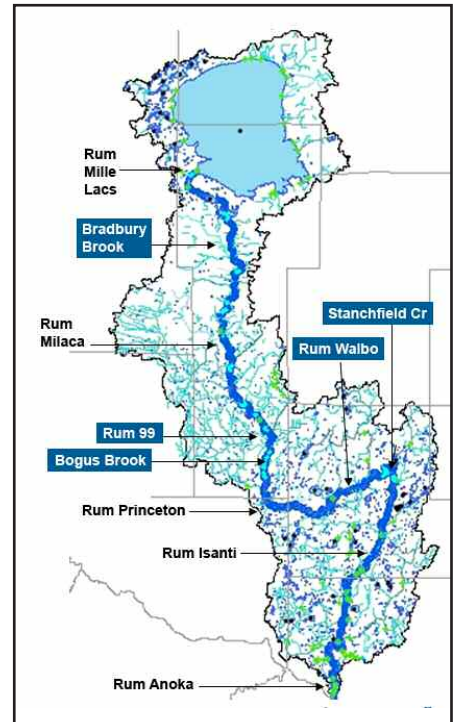 Rum
Mille
Lacs
Bradbury
Brook
Stanchfield Cr
Rum Walbo
Rum
Milaca
Rum 99
Bogus Brook
Rum Princeton
Rum Isanti
Rum Anoka